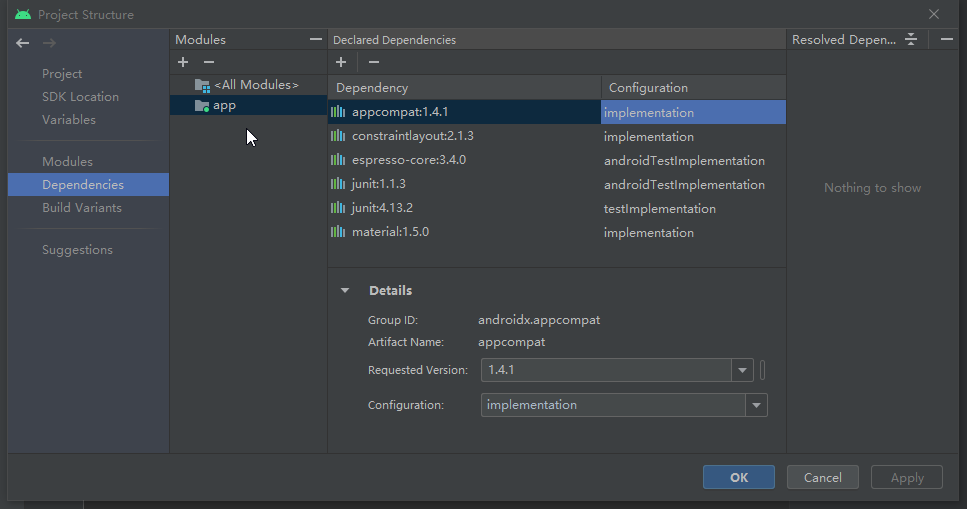 Project Structure
Project
SDK Location
Variables
Modules
Dependencies
Build Variants
Suggestions
Modules
<All Modules>
app
Declared Dependencies
Dependency Configuration
appcompat:1.4.1 implementation
constraintlayout:2.1.3 implementation
espresso-core:3.4.0 androidTestImplementation
junit:1.1.3 androidTestImplementation
junit:4.13.2 testImplementation
material:1.5.0 implementation
Details
Group ID: androidx.appcompat
Artifact Name: appcompat
Requested Version: 1.4.1
Configuration: implementation
Resolved Depen...
Nothing to show
OK Cancel Apply